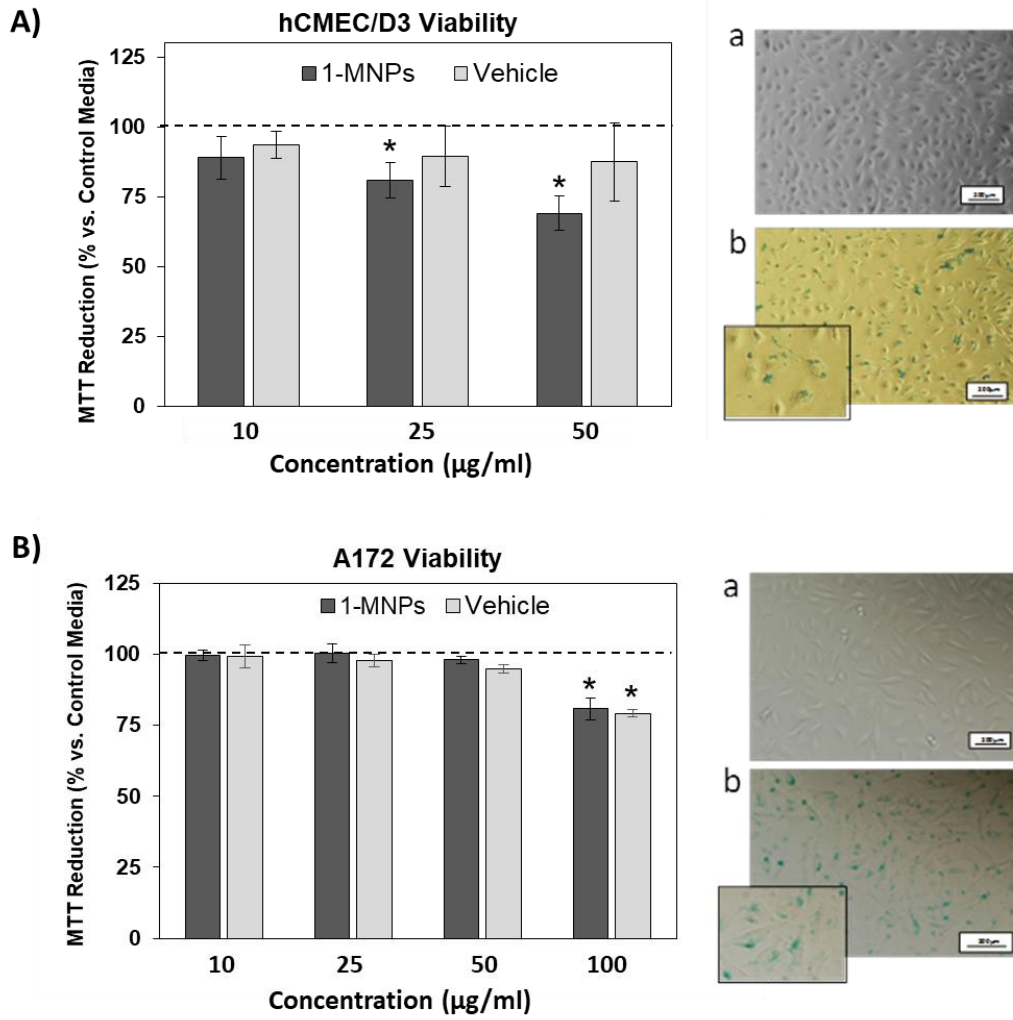 A)
hCMEC/D3 Viability
MTT Reduction (% vs. Control Media)
125
100
75
50
25
0
1-MNPs
Vehicle
*
*
10
25
50
Concentration (µg/ml)
a
b
B)
A172 Viability
MTT Reduction (% vs. Control Media)
125
100
75
50
25
0
1-MNPs
Vehicle
*
*
10
25
50
100
Concentration (µg/ml)
a
b